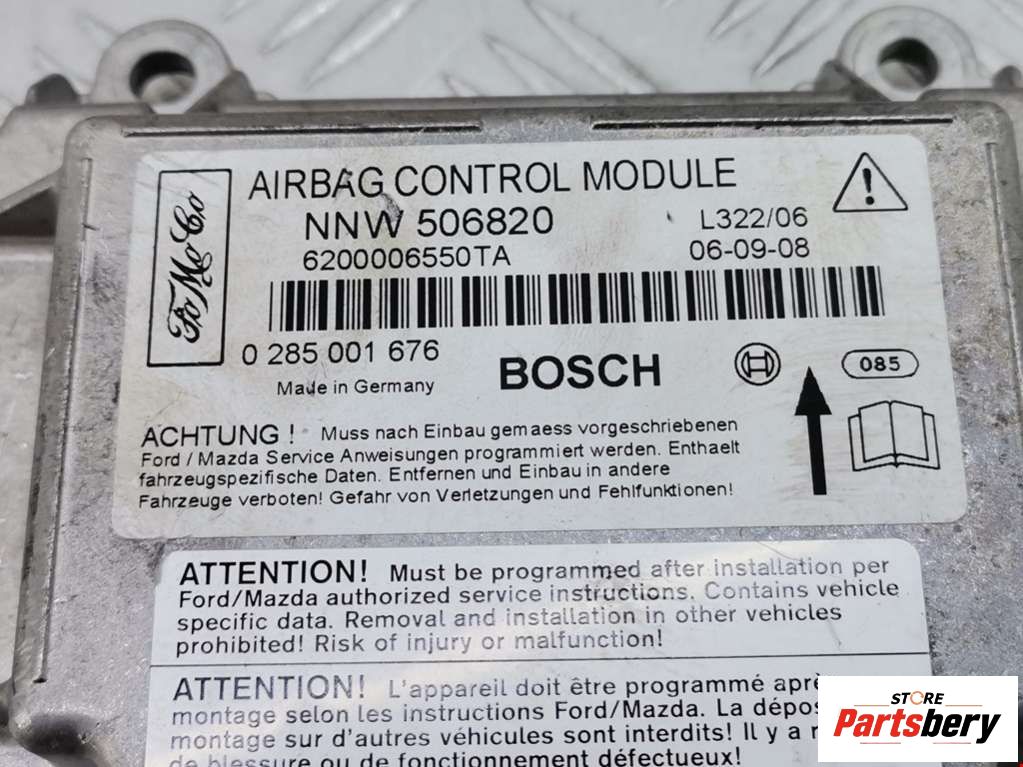 FoMoCo
AIRBAG CONTROL MODULE
NNW 506820 L322/06
6200006550TA 06-09-08
0 285 001 676
BOSCH
085
Made in Germany
ACHTUNG ! Muss nach Einbau gemaess vorgeschriebenen
Ford / Mazda Service Anweisungen programmiert werden. Enthaelt
fahrzeugspezifische Daten. Entfernen und Einbau in andere
Fahrzeuge verboten! Gefahr von Verletzungen und Fehlfunktionen!
ATTENTION! Must be programmed after installation per
Ford/Mazda authorized service instructions. Contains vehicle
specific data. Removal and installation in other vehicles
prohibited! Risk of injury or malfunction!
ATTENTION! L'appareil doit être programmé
montage selon les instructions Ford/Mazda. La
montage sur d'autres véhicules sont interdits! Il y a
de blessure ou de fonctionnement défectueux!
STORE
Partsbery